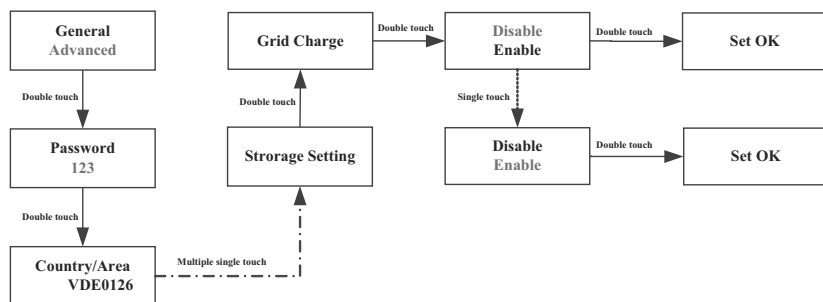 General
Advanced
Double touch
Password
123
Double touch
Country/Area
VDE0126
Multiple single touch
Strorage Setting
Double touch
Grid Charge
Double touch
Disable
Enable
Double touch
Set OK
Single touch
Disable
Enable
Double touch
Set OK